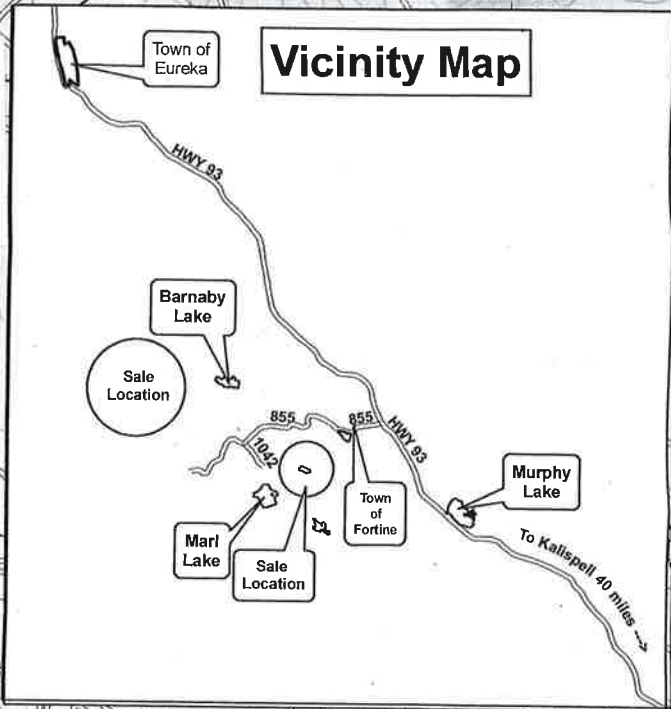 Vicinity Map
Town of
Eureka
HWY 93
Barnaby
Lake
Sale
Location
855
855
HWY 93
1042
Murphy
Lake
Town
of
Fortine
Marl
Lake
Sale
Location
To Kalispell 40 miles --->